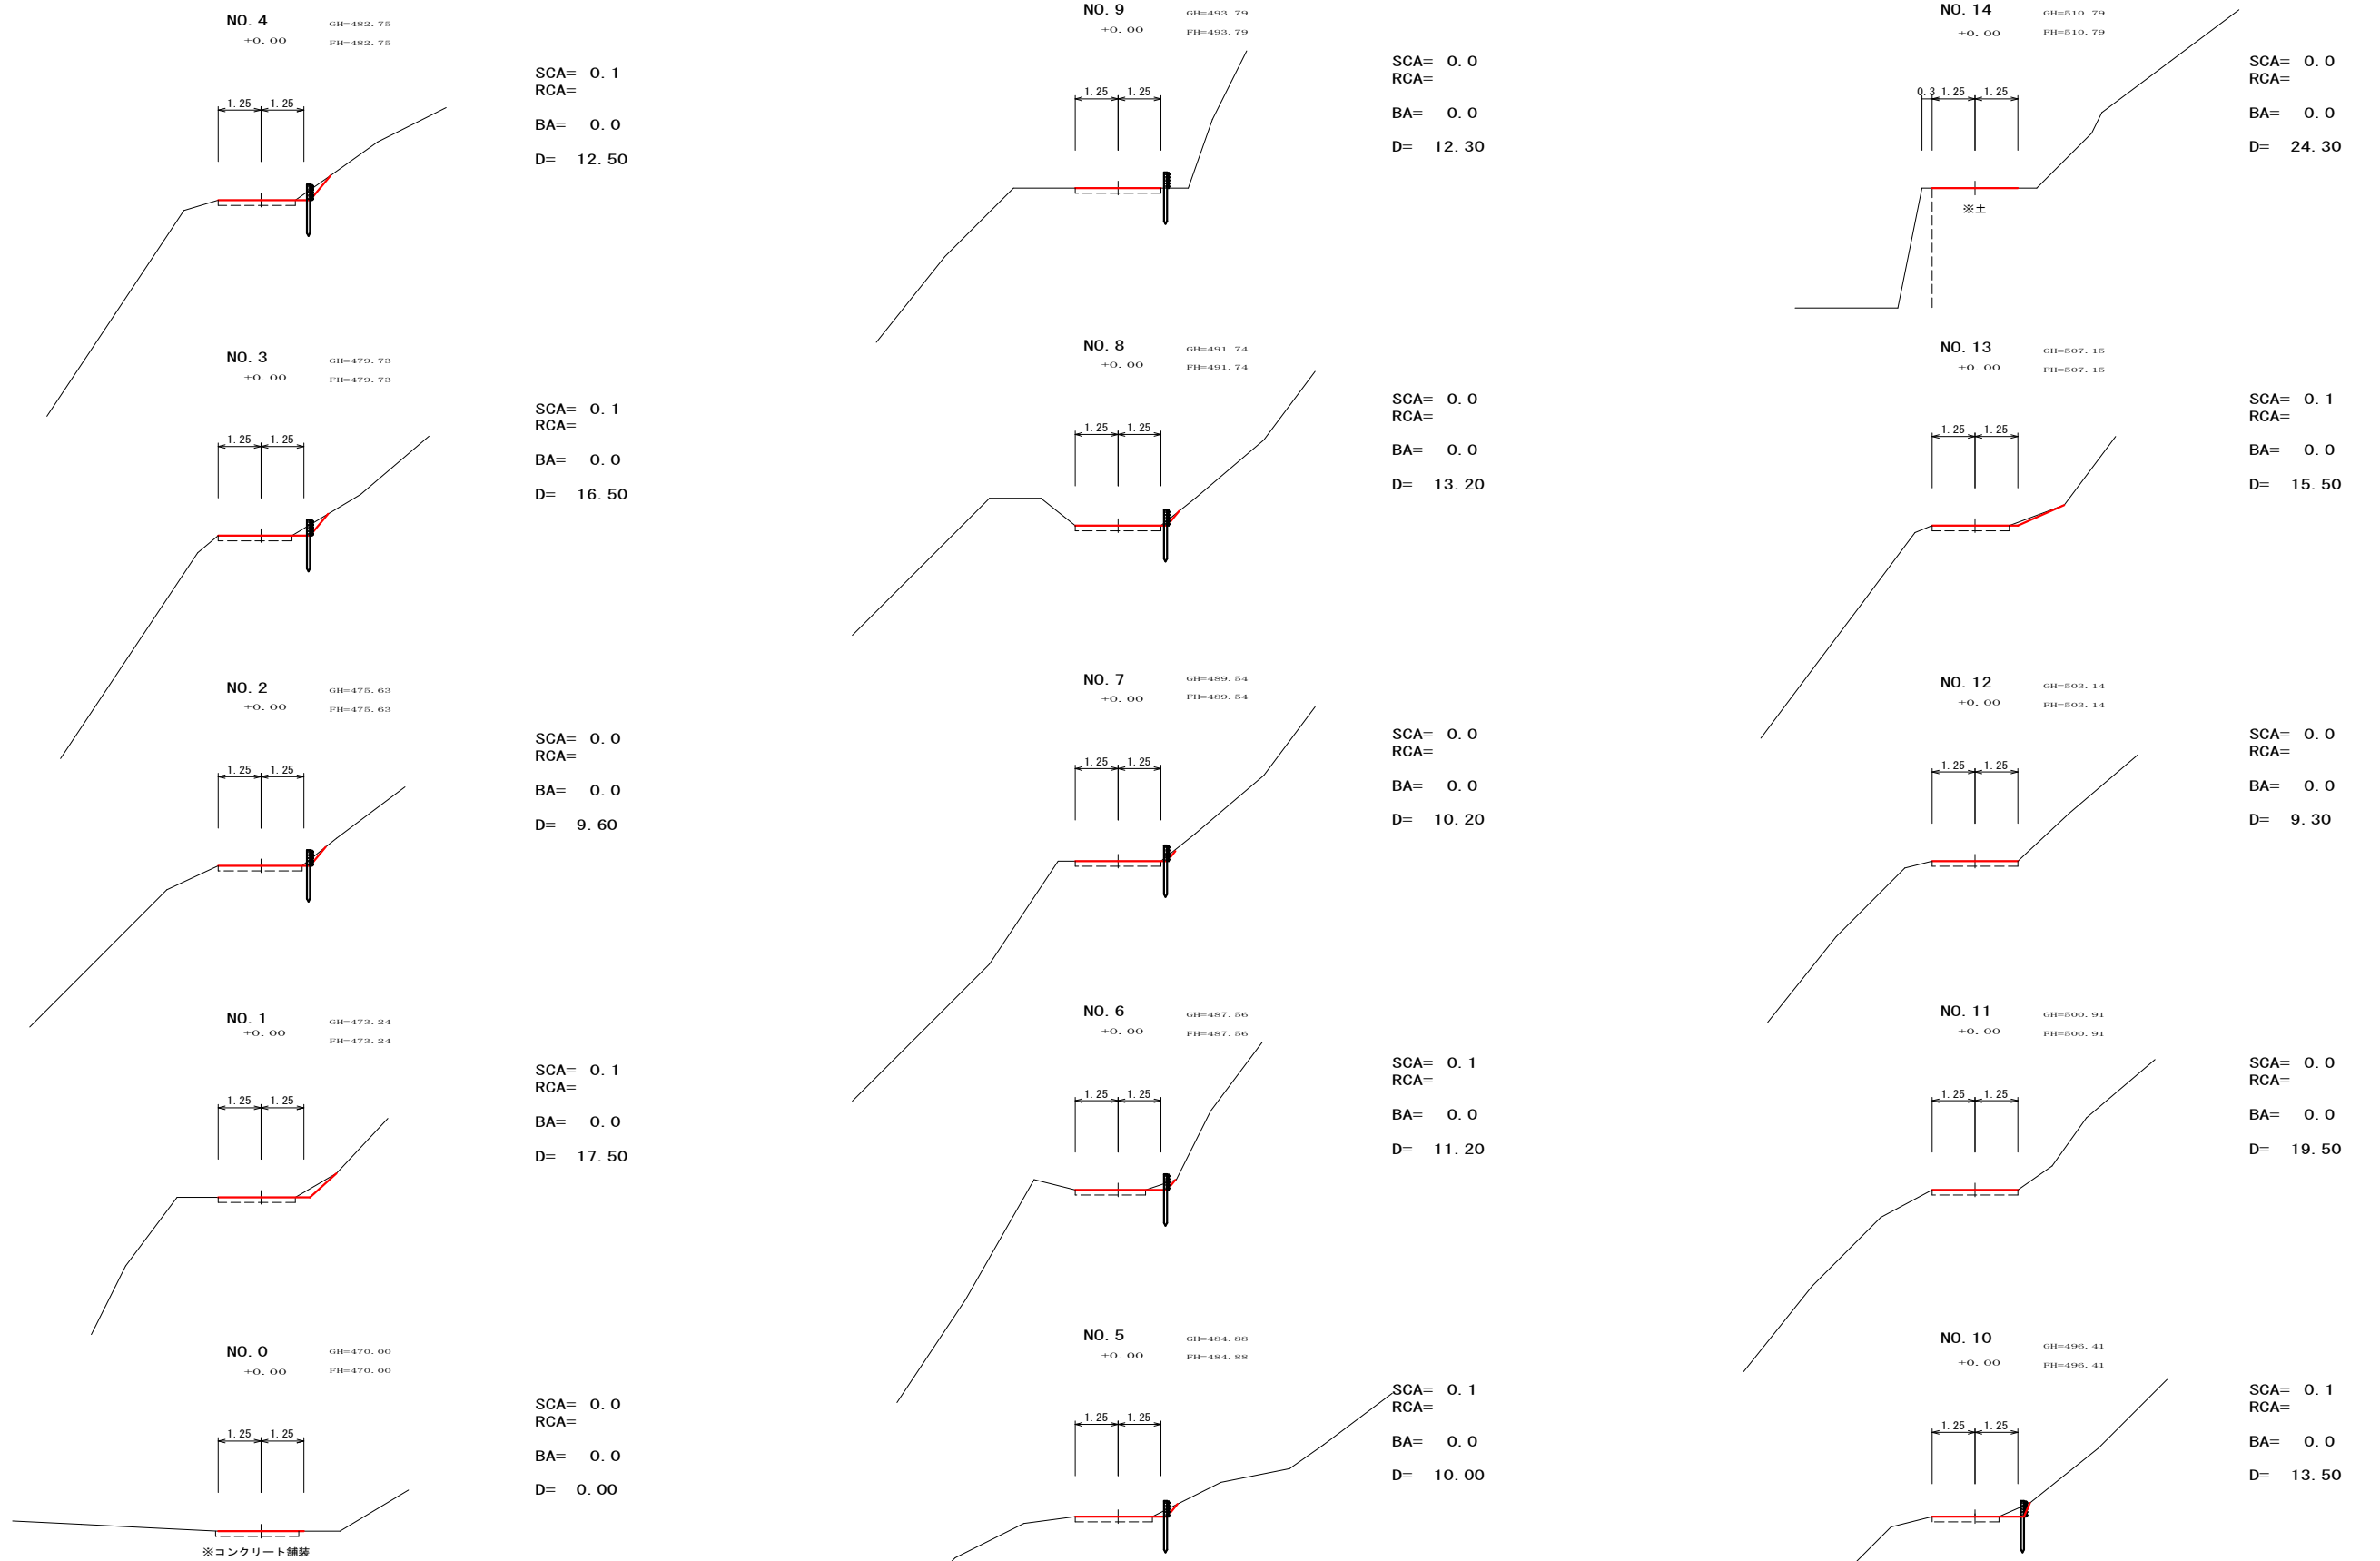 NO. 4 GH=482.75
+0.00 FH=482.75
SCA= 0.1
RCA=
1.25 1.25
BA= 0.0
D= 12.50
NO. 3 GH=479.73
+0.00 FH=479.73
SCA= 0.1
RCA=
1.25 1.25
BA= 0.0
D= 16.50
NO. 2 GH=475.63
+0.00 FH=475.63
SCA= 0.0
RCA=
1.25 1.25
BA= 0.0
D= 9.60
NO. 1 GH=473.24
+0.00 FH=473.24
SCA= 0.1
RCA=
1.25 1.25
BA= 0.0
D= 17.50
NO. 0 GH=470.00
+0.00 FH=470.00
SCA= 0.0
RCA=
1.25 1.25
BA= 0.0
D= 0.00
※コンクリート舗装
NO. 9 GH=493.79
+0.00 FH=493.79
SCA= 0.0
RCA=
1.25 1.25
BA= 0.0
D= 12.30
NO. 8 GH=491.74
+0.00 FH=491.74
SCA= 0.0
RCA=
1.25 1.25
BA= 0.0
D= 13.20
NO. 7 GH=489.54
+0.00 FH=489.54
SCA= 0.0
RCA=
1.25 1.25
BA= 0.0
D= 10.20
NO. 6 GH=487.56
+0.00 FH=487.56
SCA= 0.1
RCA=
1.25 1.25
BA= 0.0
D= 11.20
NO. 5 GH=484.88
+0.00 FH=484.88
SCA= 0.1
RCA=
1.25 1.25
BA= 0.0
D= 10.00
NO. 14 GH=510.79
+0.00 FH=510.79
SCA= 0.0
RCA=
0.3 1.25 1.25
BA= 0.0
D= 24.30
※土
NO. 13 GH=507.15
+0.00 FH=507.15
SCA= 0.1
RCA=
1.25 1.25
BA= 0.0
D= 15.50
NO. 12 GH=503.14
+0.00 FH=503.14
SCA= 0.0
RCA=
1.25 1.25
BA= 0.0
D= 9.30
NO. 11 GH=500.91
+0.00 FH=500.91
SCA= 0.0
RCA=
1.25 1.25
BA= 0.0
D= 19.50
NO. 10 GH=496.41
+0.00 FH=496.41
SCA= 0.1
RCA=
1.25 1.25
BA= 0.0
D= 13.50